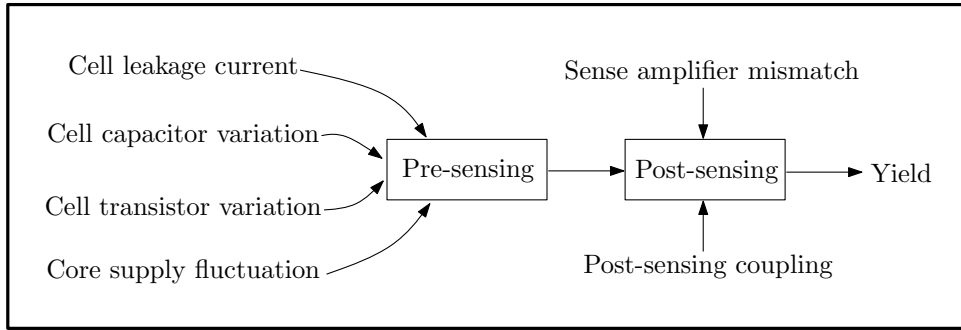 Cell leakage current
Cell capacitor variation
Cell transistor variation
Core supply fluctuation
Pre-sensing
Sense amplifier mismatch
Post-sensing
Post-sensing coupling
Yield